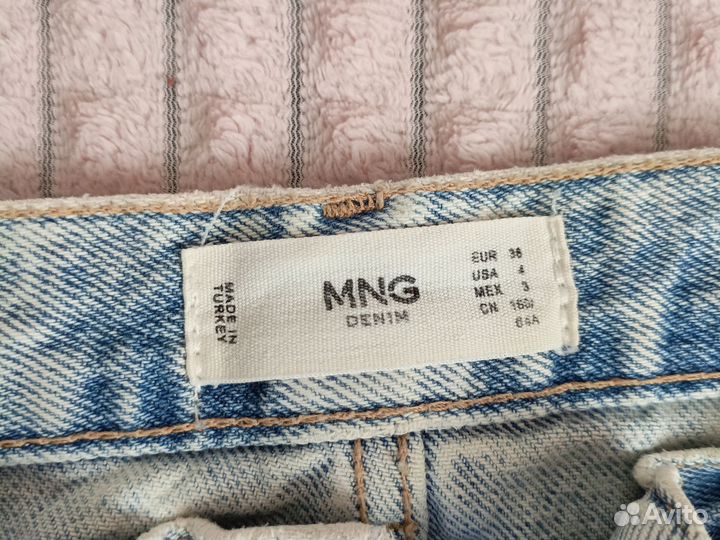 MADE IN
TURKEY
MNG
DENIM
EUR 36
USA 4
MEX 3
CN 160/
64A
Avito